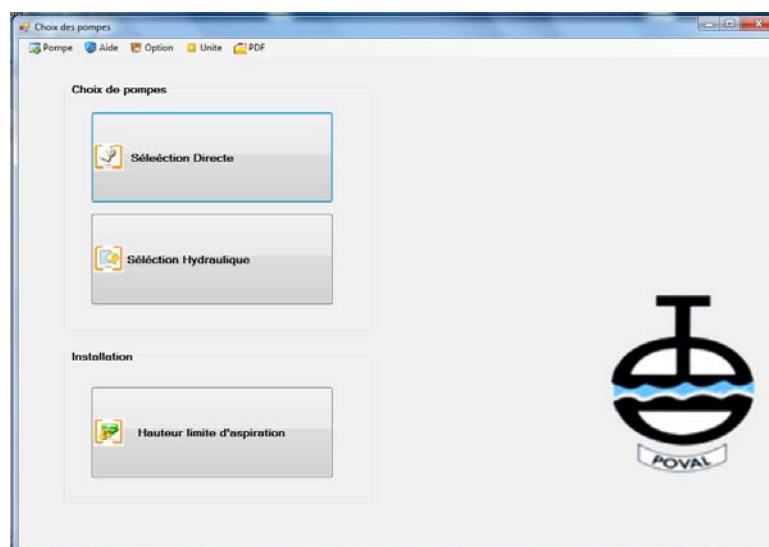 Choix des pompes
Pompe Aide Option Unite PDF
Choix de pompes
Séleéction Directe
Séléction Hydraulique
Installation
Hauteur limite d'aspiration
POVAL